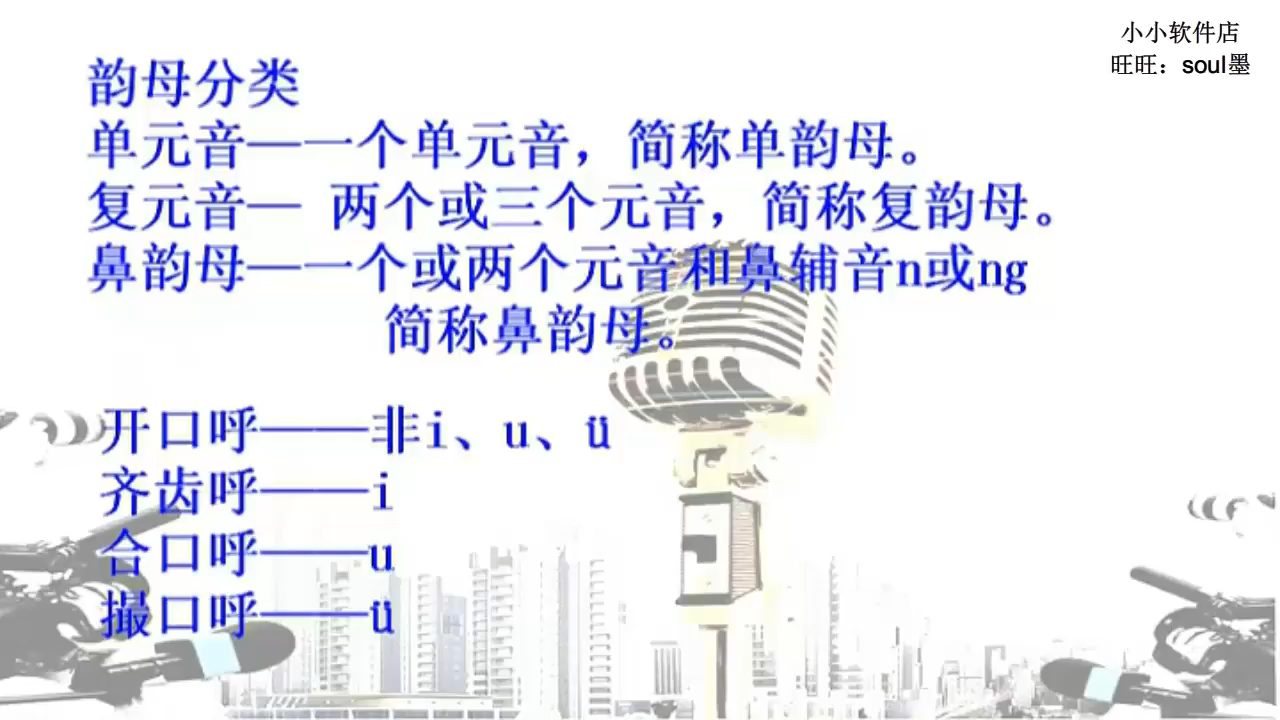 小小软件店
旺旺：soul墨
韵母分类
单元音—一个单元音，简称单韵母。
复元音— 两个或三个元音，简称复韵母。
鼻韵母—一个或两个元音和鼻辅音n或ng
简称鼻韵母。
开口呼——非i、u、ü
齐齿呼——i
合口呼——u
撮口呼——ü